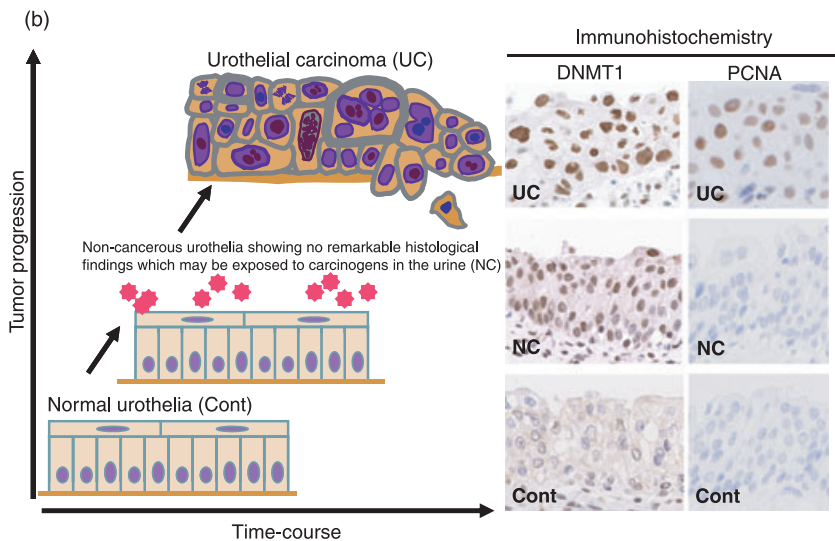 (b)
Urothelial carcinoma (UC)
Immunohistochemistry
DNMT1
PCNA
UC
UC
Non-cancerous urothelia showing no remarkable histological
findings which may be exposed to carcinogens in the urine (NC)
NC
NC
Normal urothelia (Cont)
Cont
Cont
Tumor progression
Time-course